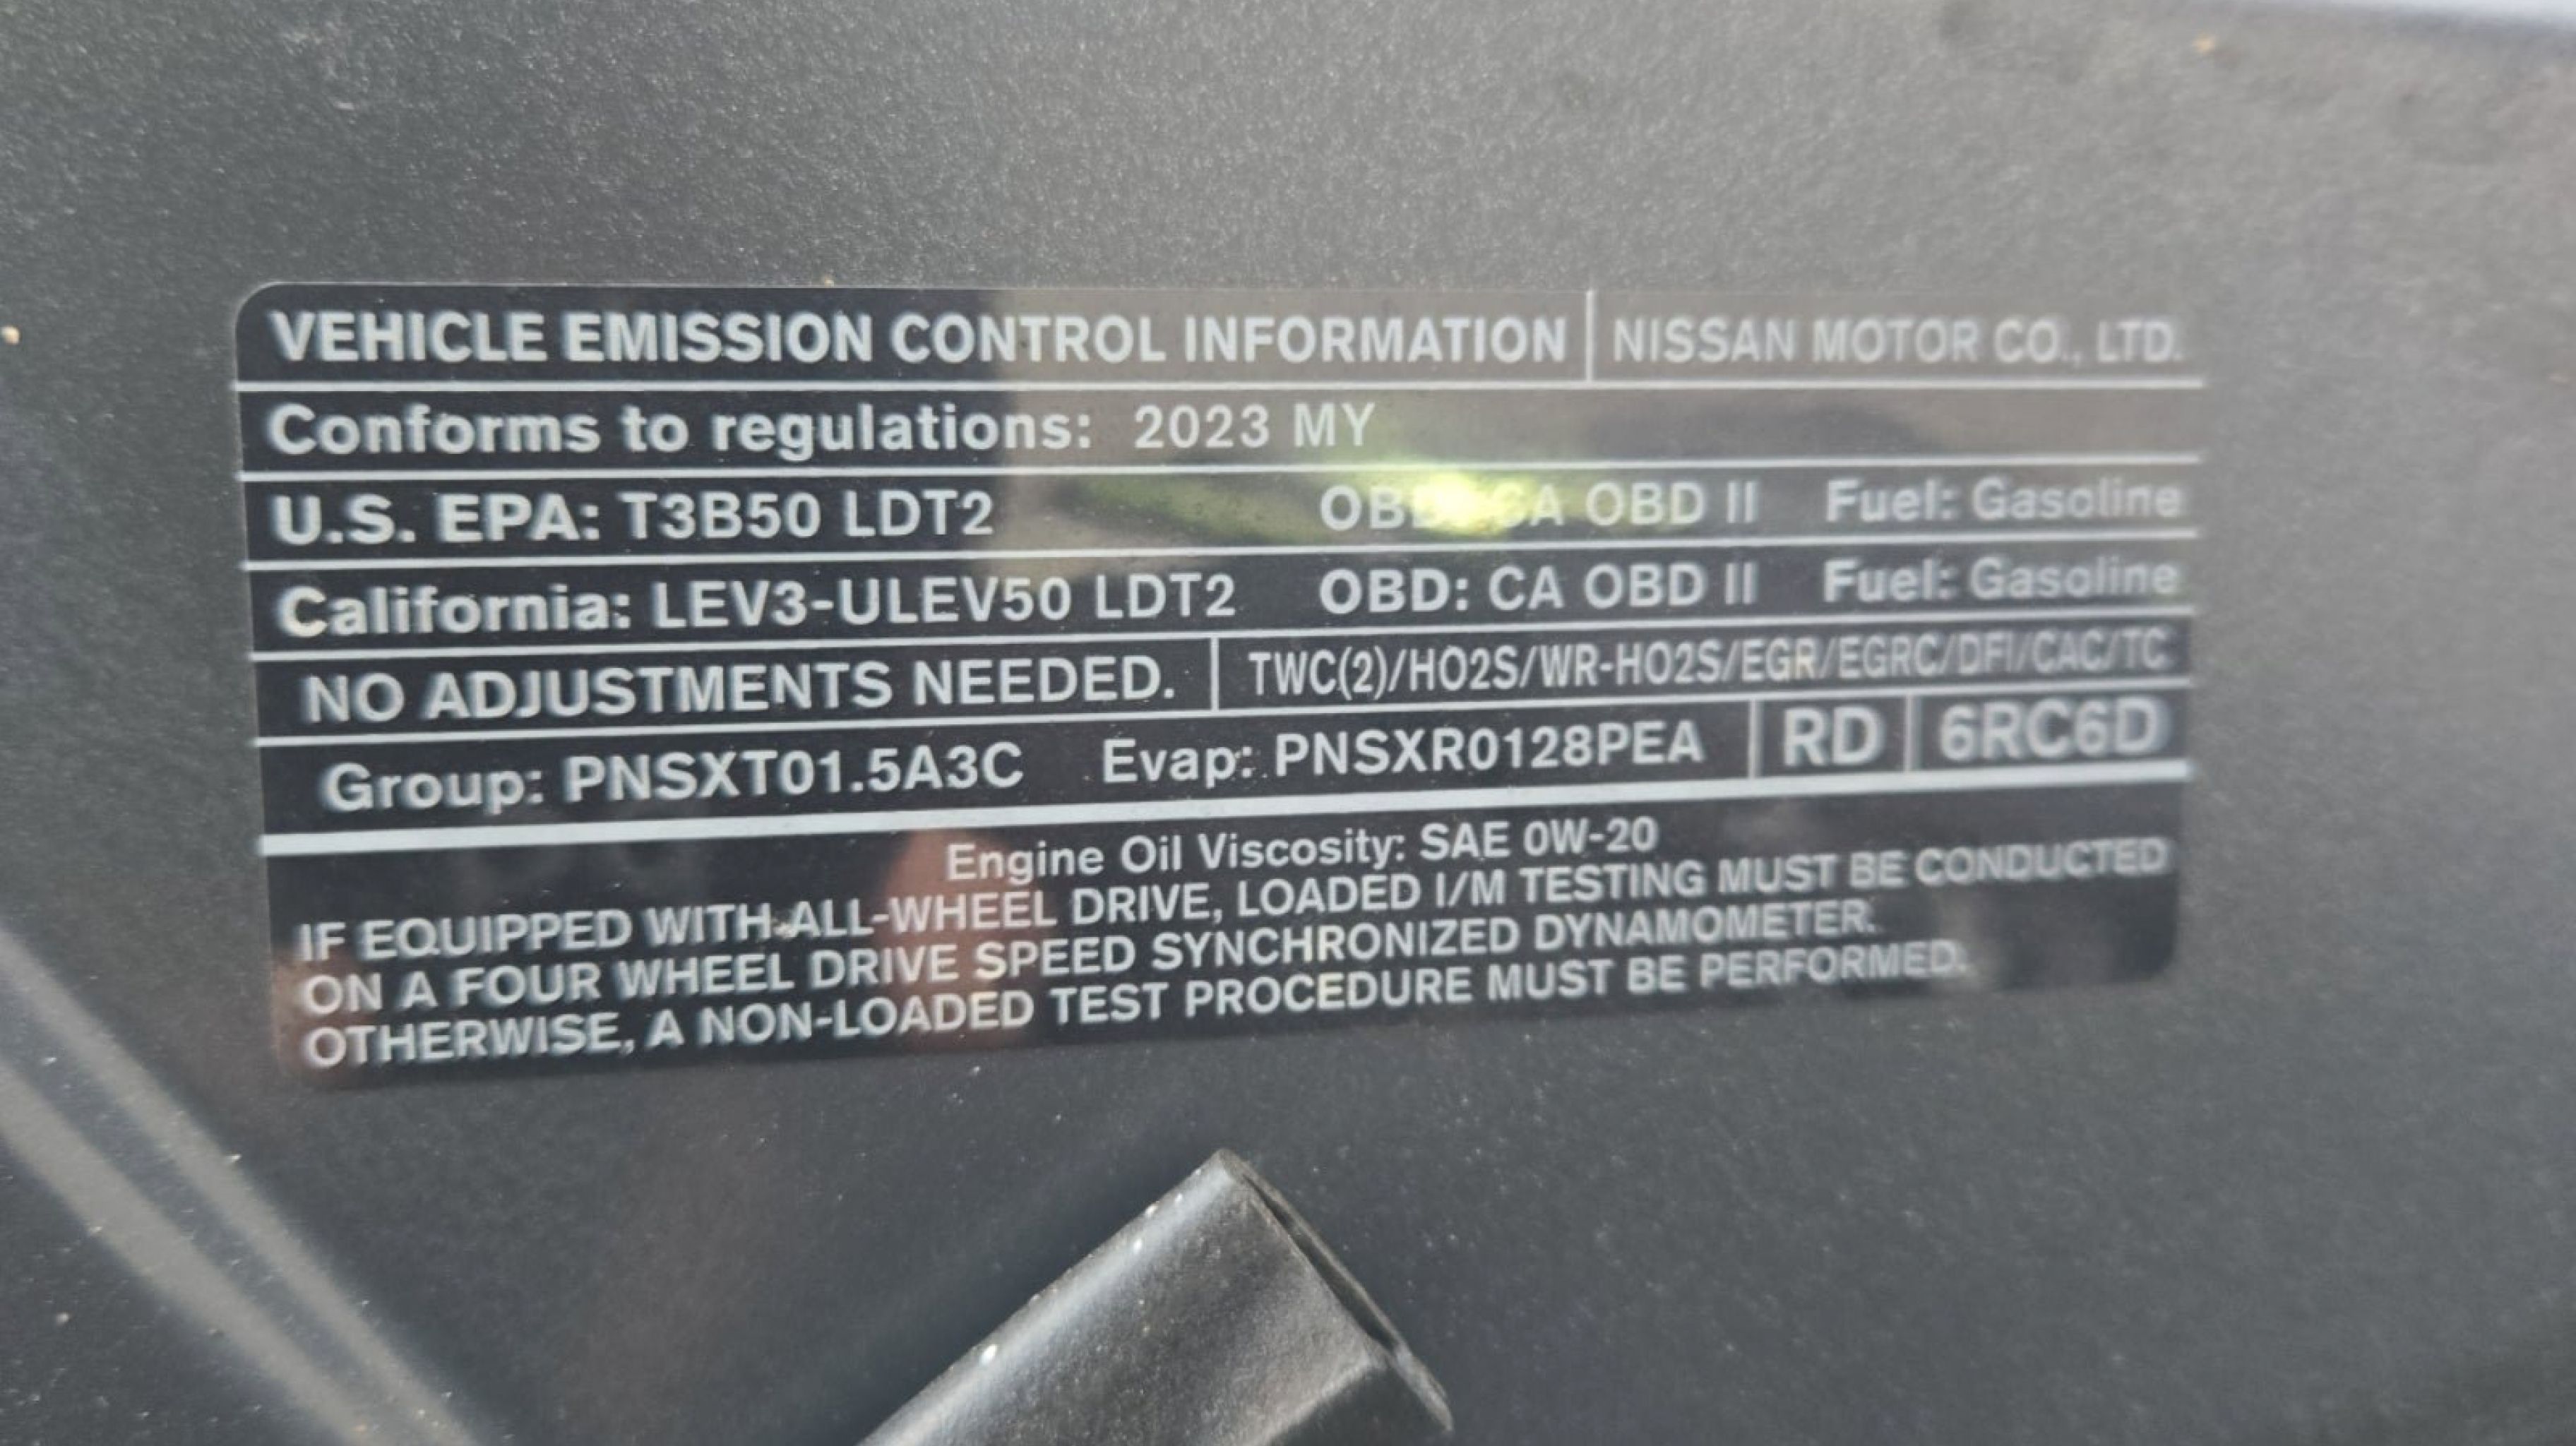 VEHICLE EMISSION CONTROL INFORMATION NISSAN MOTOR CO., LTD.
Conforms to regulations: 2023 MY
U.S. EPA: T3B50 LDT2 OBD: CA OBD II Fuel: Gasoline
California: LEV3-ULEV50 LDT2 OBD: CA OBD II Fuel: Gasoline
NO ADJUSTMENTS NEEDED. TWC(2)/HO2S/WR-HO2S/EGR/EGRC/DFI/CAC/TC
Group: PNSXT01.5A3C Evap: PNSXR0128PEA RD 6RC6D
Engine Oil Viscosity: SAE 0W-20
IF EQUIPPED WITH ALL-WHEEL DRIVE, LOADED I/M TESTING MUST BE CONDUCTED
ON A FOUR WHEEL DRIVE SPEED SYNCHRONIZED DYNAMOMETER.
OTHERWISE, A NON-LOADED TEST PROCEDURE MUST BE PERFORMED.